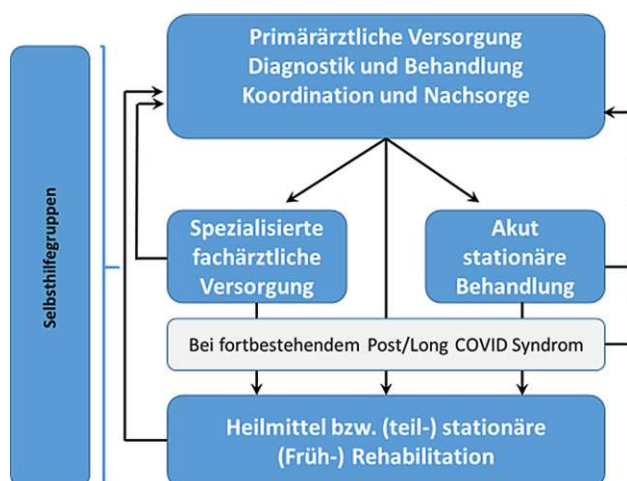 Selbsthilfegruppen
Primärärztliche Versorgung
Diagnostik und Behandlung
Koordination und Nachsorge
Spezialisierte
fachärztliche
Versorgung
Akut
stationäre
Behandlung
Bei fortbestehendem Post/Long COVID Syndrom
Heilmittel bzw. (teil-) stationäre
(Früh-) Rehabilitation